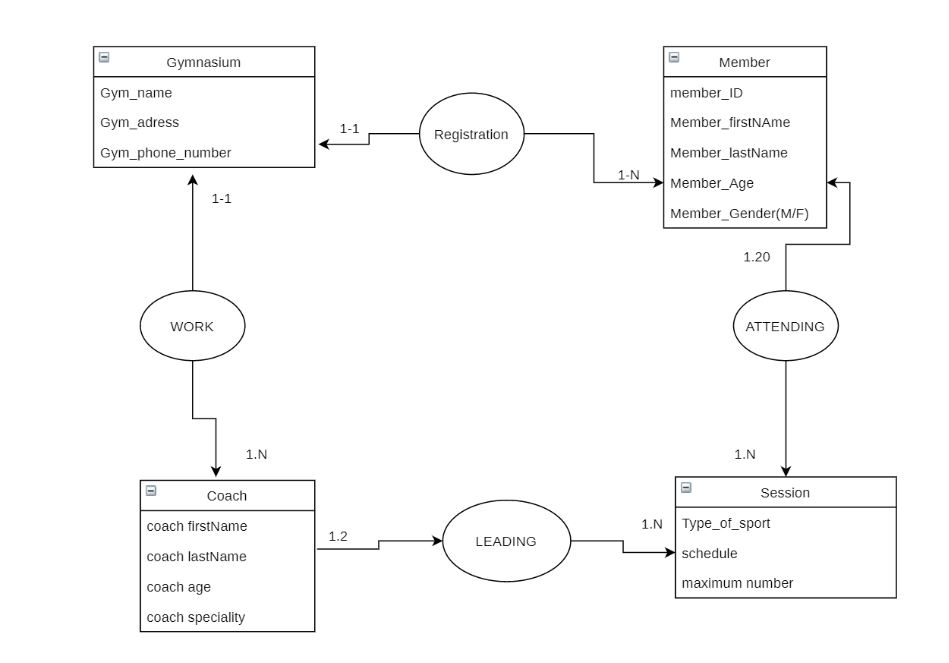 Gymnasium
Gym_name
Gym_adress
Gym_phone_number
1-1
Registration
1-N
Member
member_ID
Member_firstNAme
Member_lastName
Member_Age
Member_Gender(M/F)
1-1
WORK
1.N
1.20
ATTENDING
1.N
Coach
coach firstName
coach lastName
coach age
coach speciality
1.2
LEADING
1.N
Session
Type_of_sport
schedule
maximum number